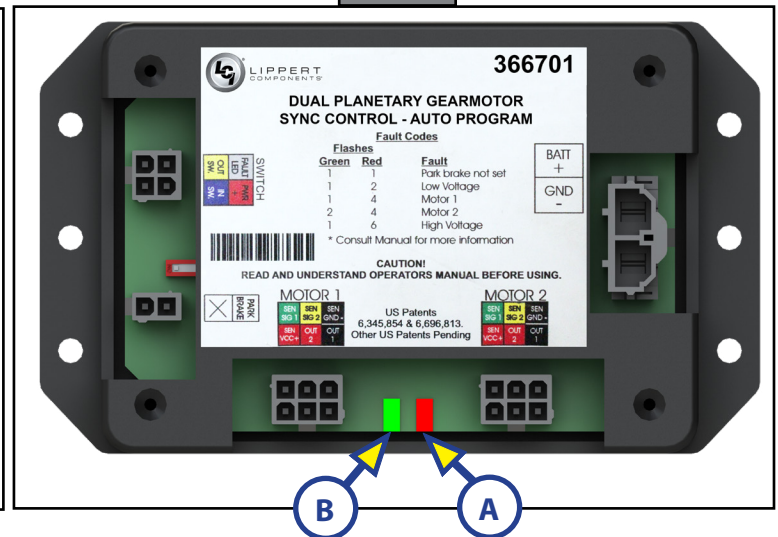 LCI LIPPERT COMPONENTS
366701
DUAL PLANETARY GEARMOTOR
SYNC CONTROL - AUTO PROGRAM
Fault Codes
Flashes
Green Red Fault
1 1 Park brake not set
1 2 Low Voltage
1 4 Motor 1
2 4 Motor 2
1 6 High Voltage
* Consult Manual for more information
SWITCH
OUT SW.
FAULT LED
IN SW.
PWR +
BATT
+
GND
-
CAUTION!
READ AND UNDERSTAND OPERATORS MANUAL BEFORE USING.
PARK BRAKE
MOTOR 1
SEN SIG 1 SEN SIG 2 SEN GND -
SEN VCC+ OUT 2 OUT 1
US Patents
6,345,854 & 6,696,813.
Other US Patents Pending
MOTOR 2
SEN SIG 1 SEN SIG 2 SEN GND -
SEN VCC+ OUT 2 OUT 1
B A